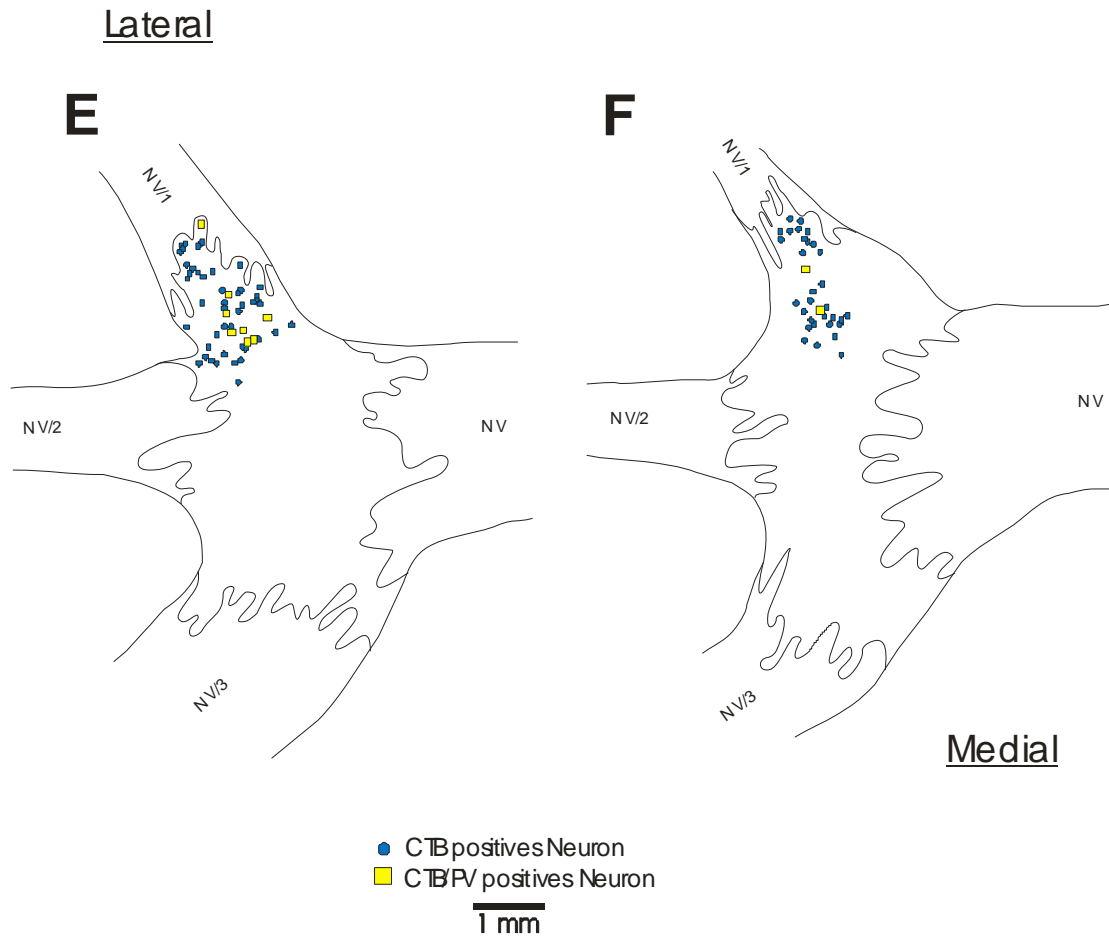 Lateral
E
F
NV/1
NV/1
NV/2
NV
NV/2
NV
NV/3
NV/3
Medial
CTB positives Neuron
CTB/PV positives Neuron
1 mm